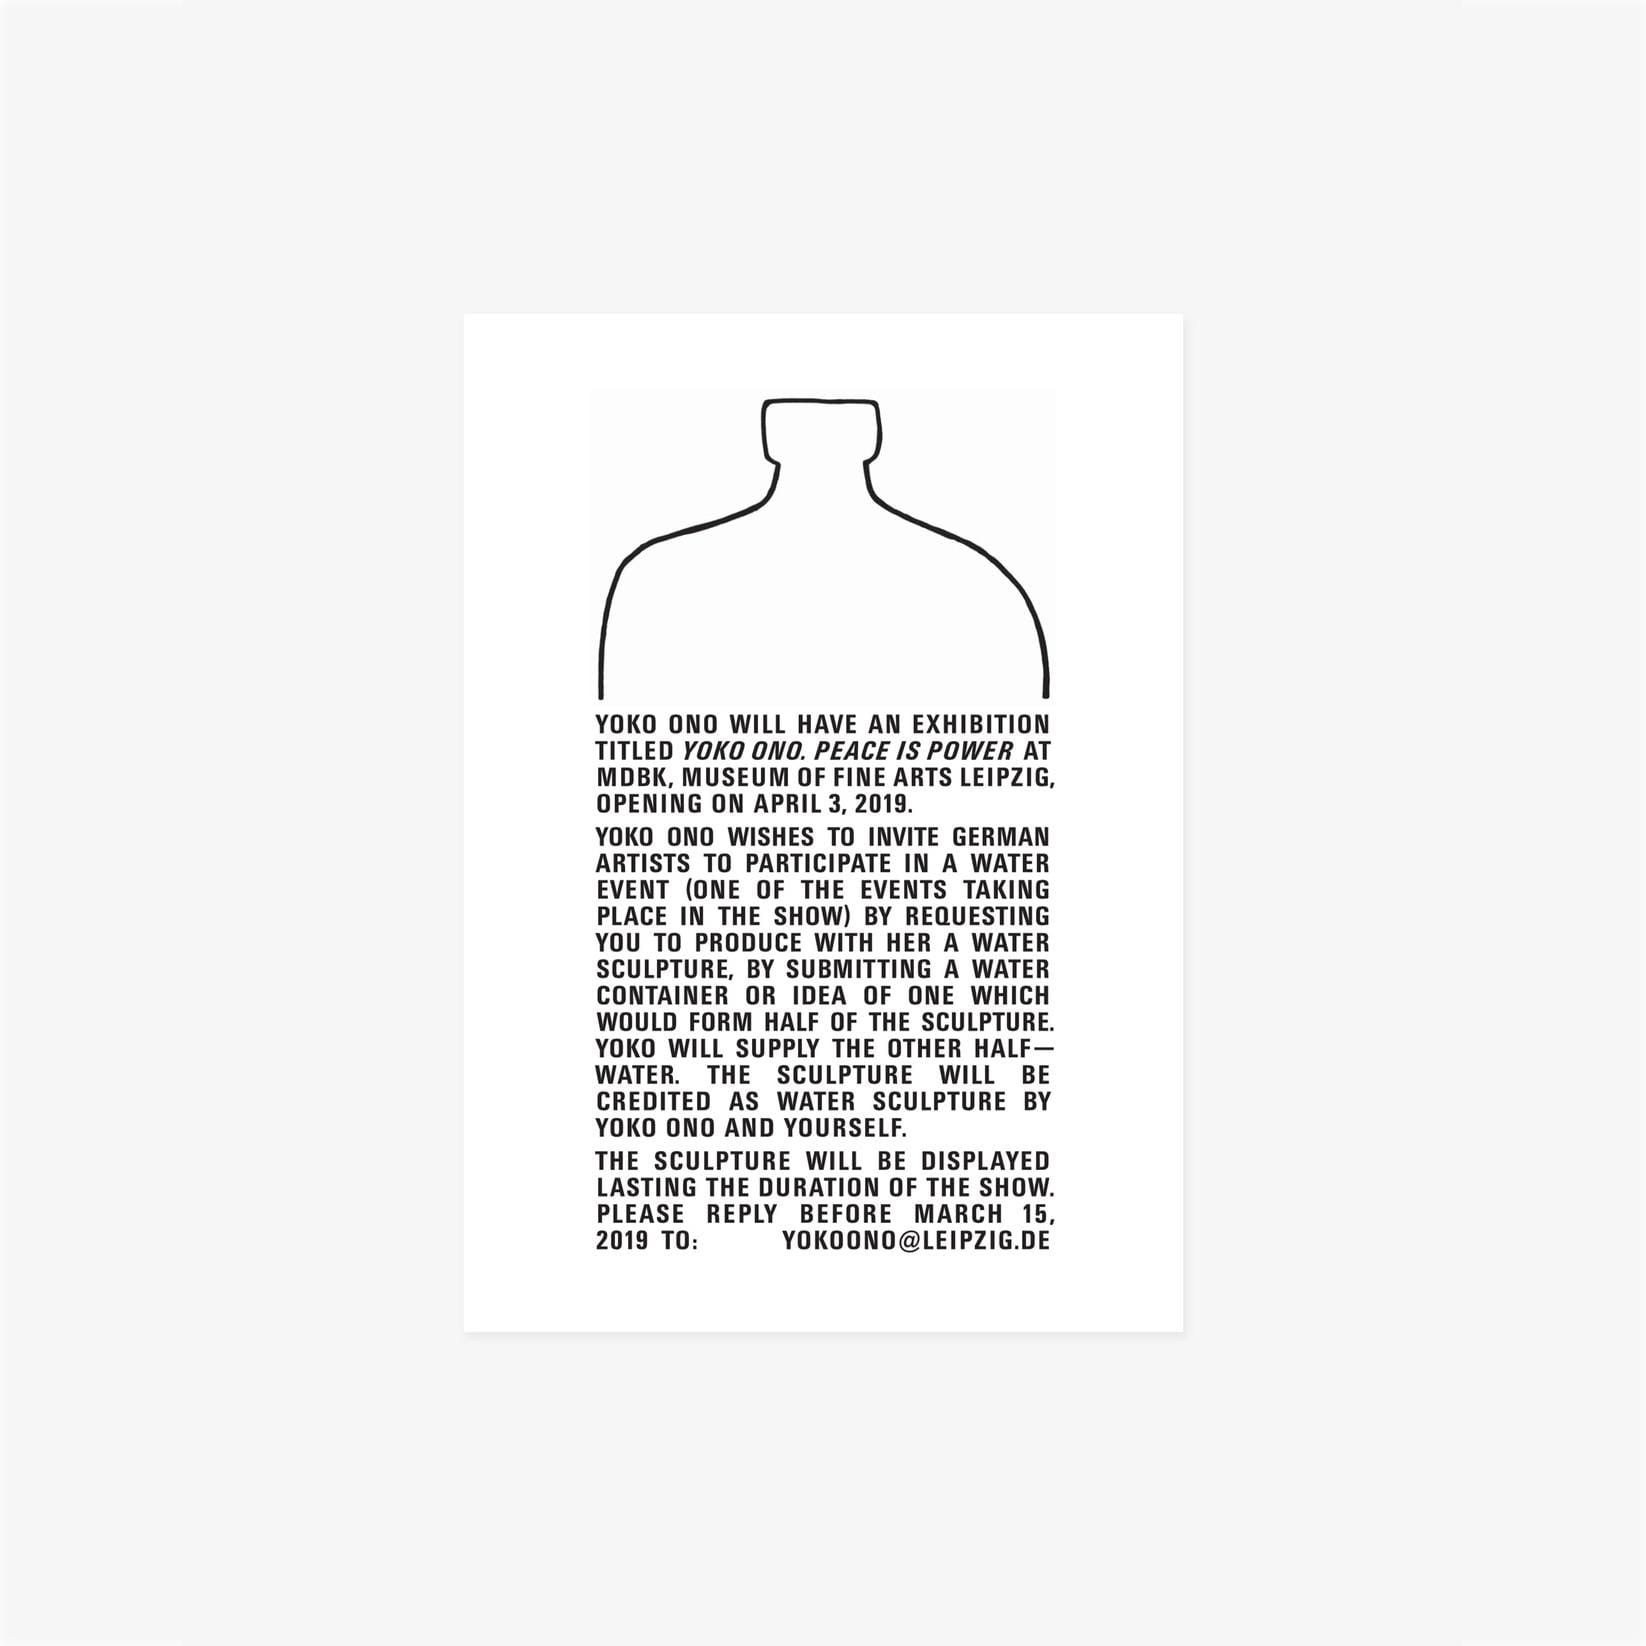 YOKO ONO WILL HAVE AN EXHIBITION
TITLED YOKO ONO. PEACE IS POWER AT
MDBK, MUSEUM OF FINE ARTS LEIPZIG,
OPENING ON APRIL 3, 2019.
YOKO ONO WISHES TO INVITE GERMAN
ARTISTS TO PARTICIPATE IN A WATER
EVENT (ONE OF THE EVENTS TAKING
PLACE IN THE SHOW) BY REQUESTING
YOU TO PRODUCE WITH HER A WATER
SCULPTURE, BY SUBMITTING A WATER
CONTAINER OR IDEA OF ONE WHICH
WOULD FORM HALF OF THE SCULPTURE.
YOKO WILL SUPPLY THE OTHER HALF—
WATER. THE SCULPTURE WILL BE
CREDITED AS WATER SCULPTURE BY
YOKO ONO AND YOURSELF.
THE SCULPTURE WILL BE DISPLAYED
LASTING THE DURATION OF THE SHOW.
PLEASE REPLY BEFORE MARCH 15,
2019 TO: YOKOONO@LEIPZIG.DE